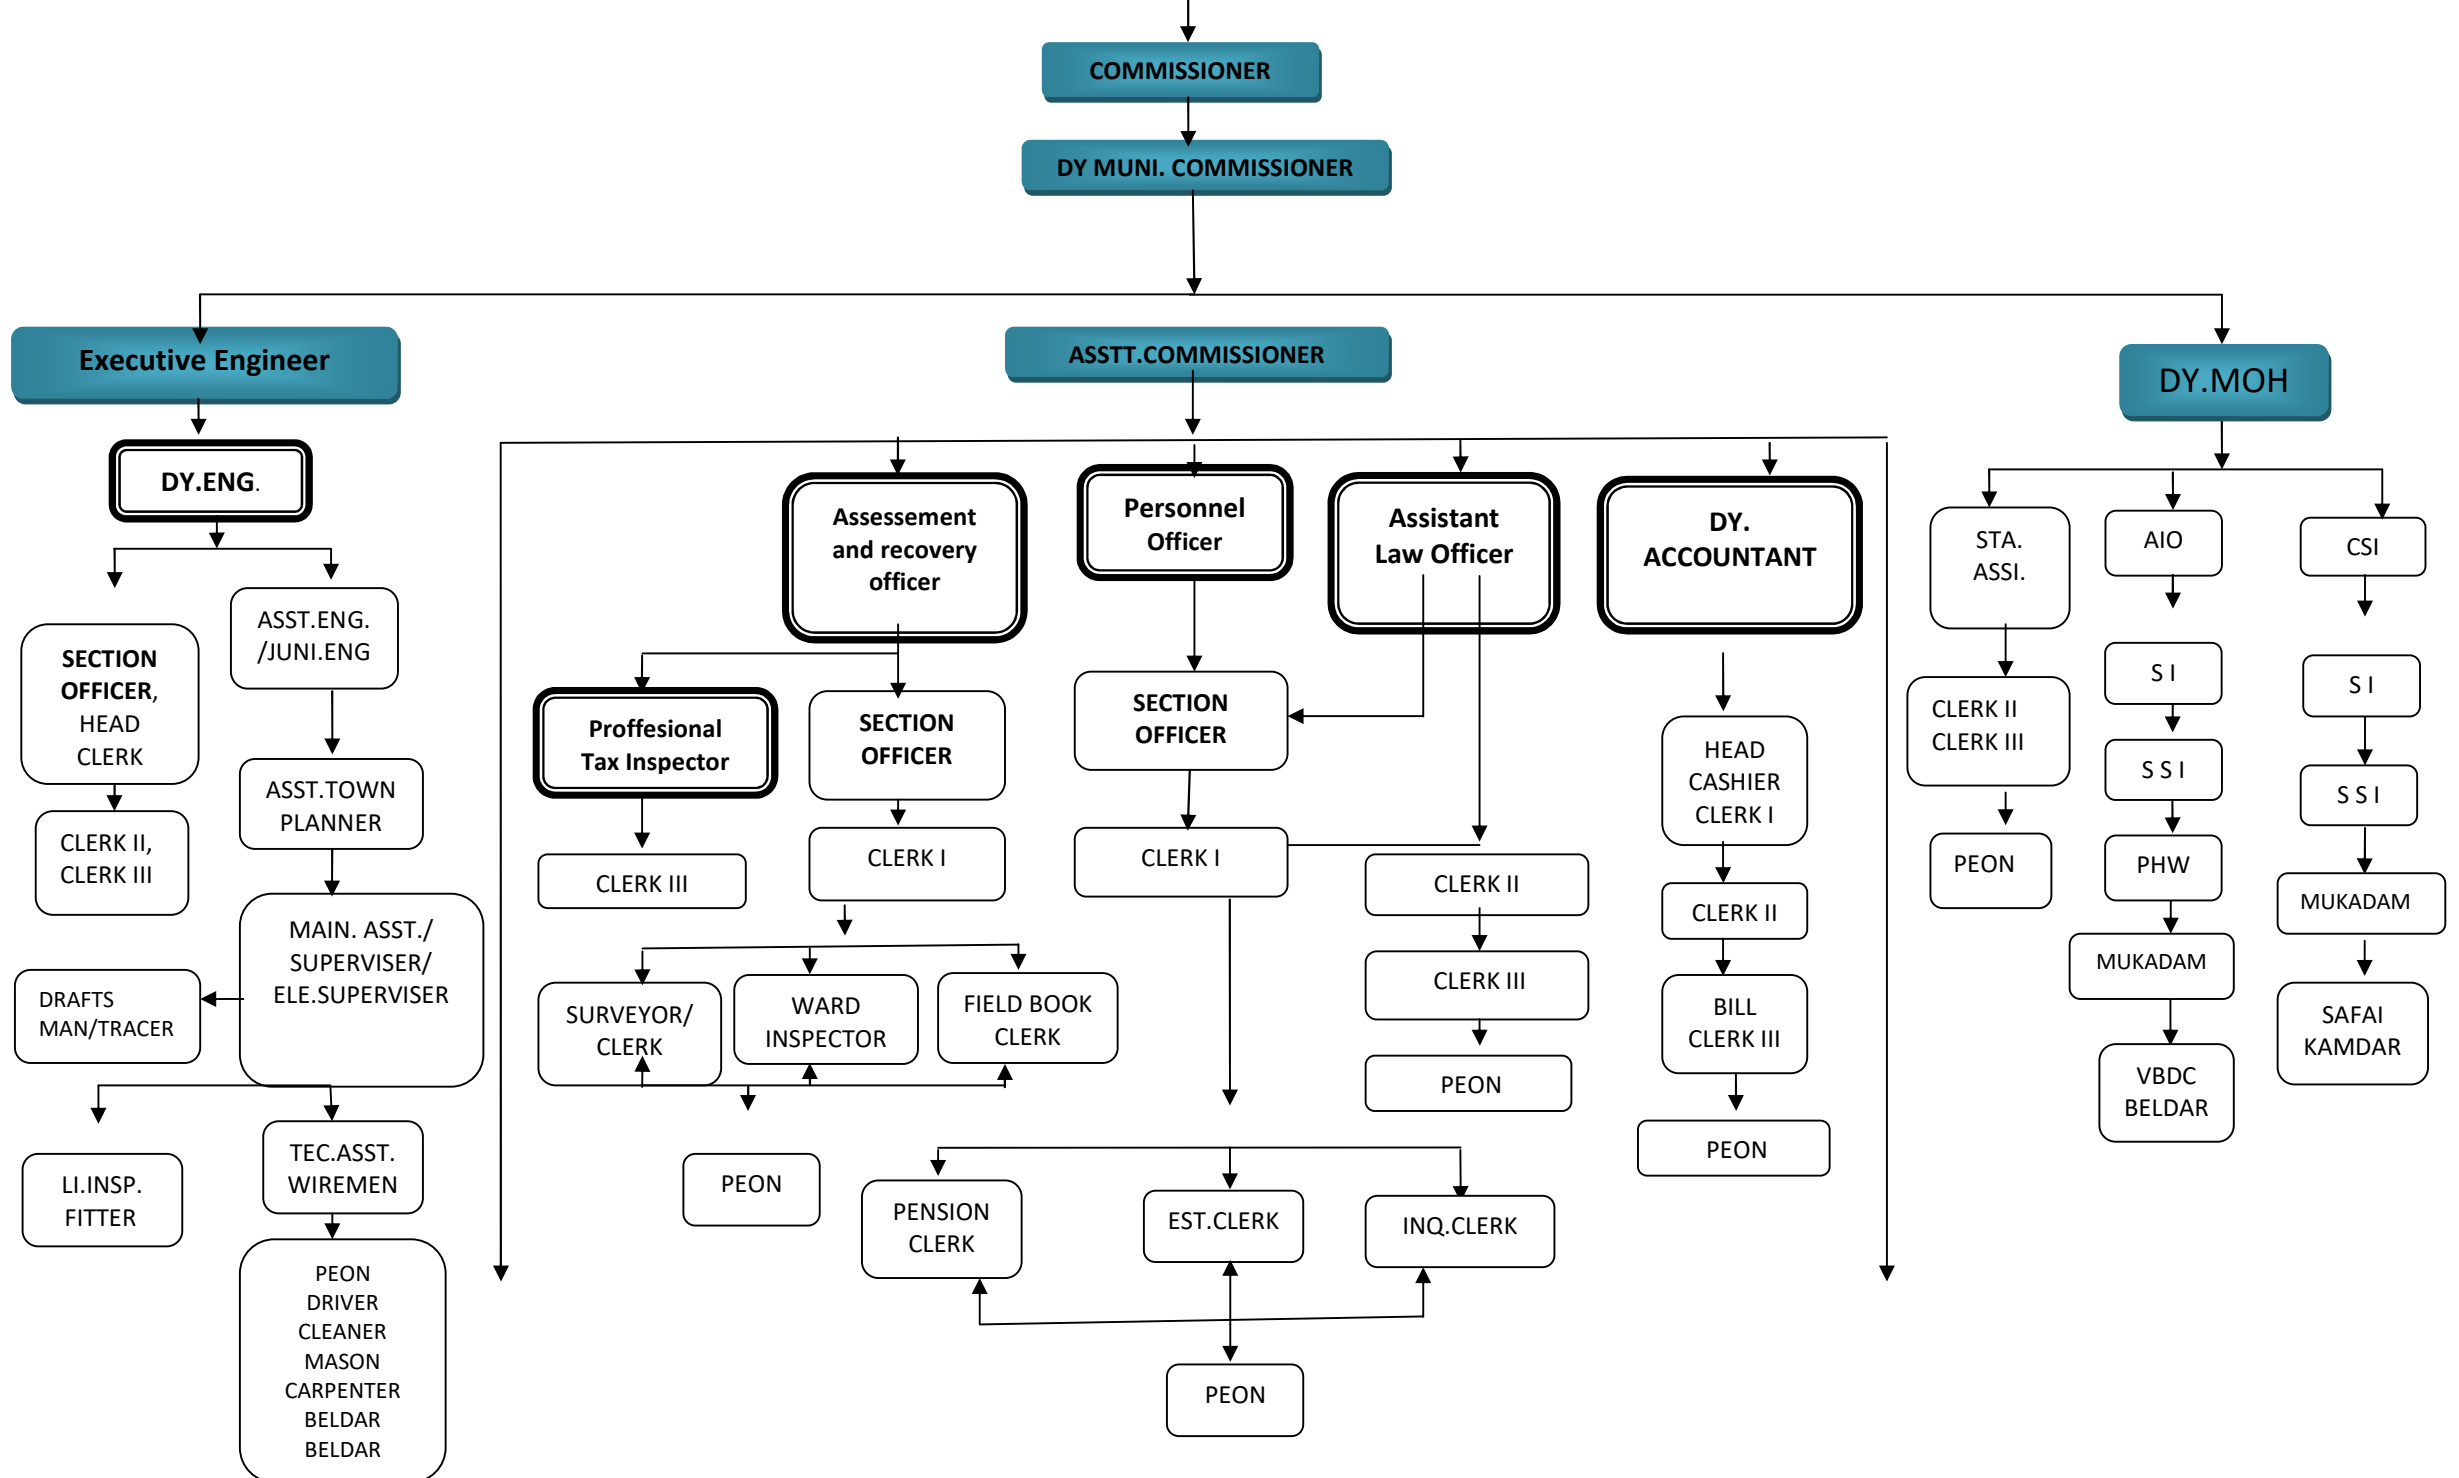 COMMISSIONER
DY MUNI. COMMISSIONER
Executive Engineer
ASSTT.COMMISSIONER
DY.MOH
DY.ENG.
SECTION
OFFICER,
HEAD
CLERK
CLERK II,
CLERK III
ASST.ENG.
/JUNI.ENG
ASST.TOWN
PLANNER
MAIN. ASST./
SUPERVISER/
ELE.SUPERVISER
DRAFTS
MAN/TRACER
LI.INSP.
FITTER
TEC.ASST.
WIREMEN
PEON
DRIVER
CLEANER
MASON
CARPENTER
BELDAR
BELDAR
Assessement
and recovery
officer
Proffesional
Tax Inspector
CLERK III
SECTION
OFFICER
CLERK I
SURVEYOR/
CLERK
WARD
INSPECTOR
FIELD BOOK
CLERK
PEON
Personnel
Officer
SECTION
OFFICER
CLERK I
PENSION
CLERK
EST.CLERK
INQ.CLERK
PEON
Assistant
Law Officer
CLERK II
CLERK III
PEON
DY.
ACCOUNTANT
HEAD
CASHIER
CLERK I
CLERK II
BILL
CLERK III
PEON
STA.
ASSI.
CLERK II
CLERK III
PEON
AIO
S I
S S I
PHW
MUKADAM
VBDC
BELDAR
CSI
S I
S S I
MUKADAM
SAFAI
KAMDAR